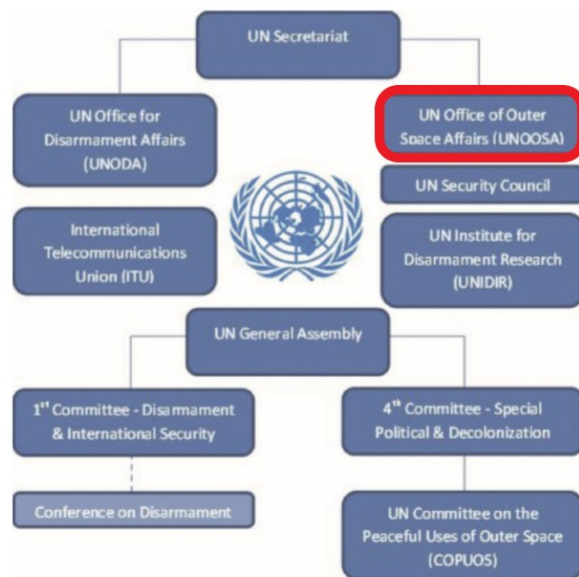 UN Secretariat
UN Office for
Disarmament Affairs
(UNODA)
UN Office of Outer
Space Affairs (UNOOSA)
UN Security Council
International
Telecommunications
Union (ITU)
UN Institute for
Disarmament Research
(UNIDIR)
UN General Assembly
1st Committee - Disarmament
& International Security
4th Committee - Special
Political & Decolonization
Conference on Disarmament
UN Committee on the
Peaceful Uses of Outer Space
(COPUOS)